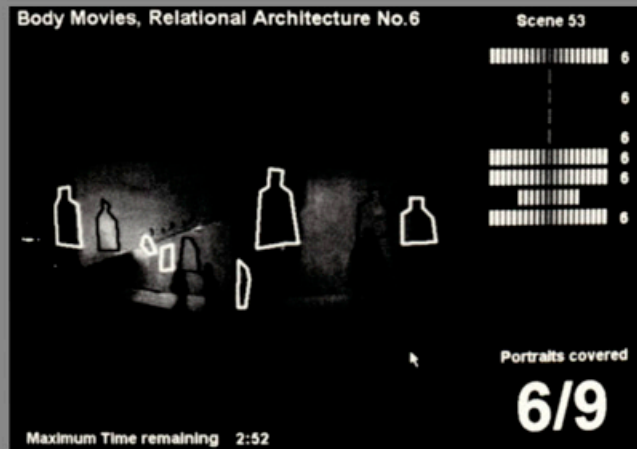 Body Movies, Relational Architecture No.6
Scene 53
6
6
6
6
6
6
Portraits covered
6/9
Maximum Time remaining 2:52